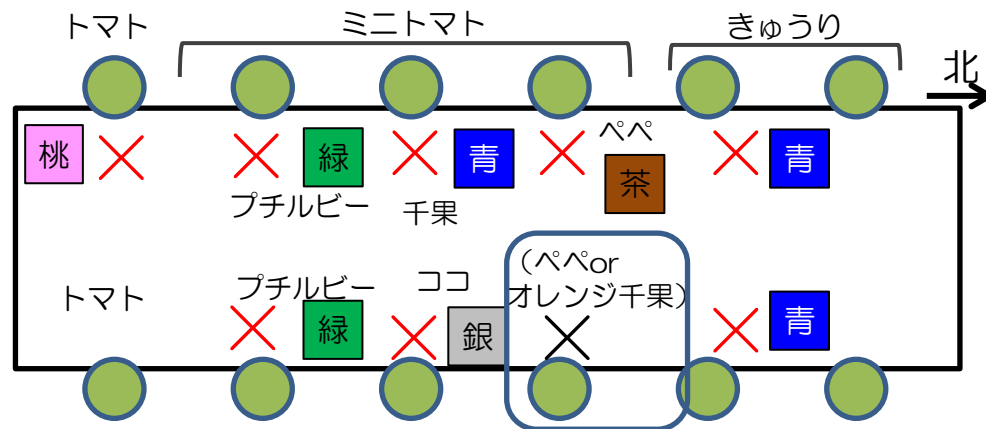 トマト
ミニトマト
きゅうり
北
桃
緑
青
ぺぺ
茶
青
プチルビー
千果
トマト
プチルビー
緑
ココ
銀
（ぺぺor
オレンジ千果）
青